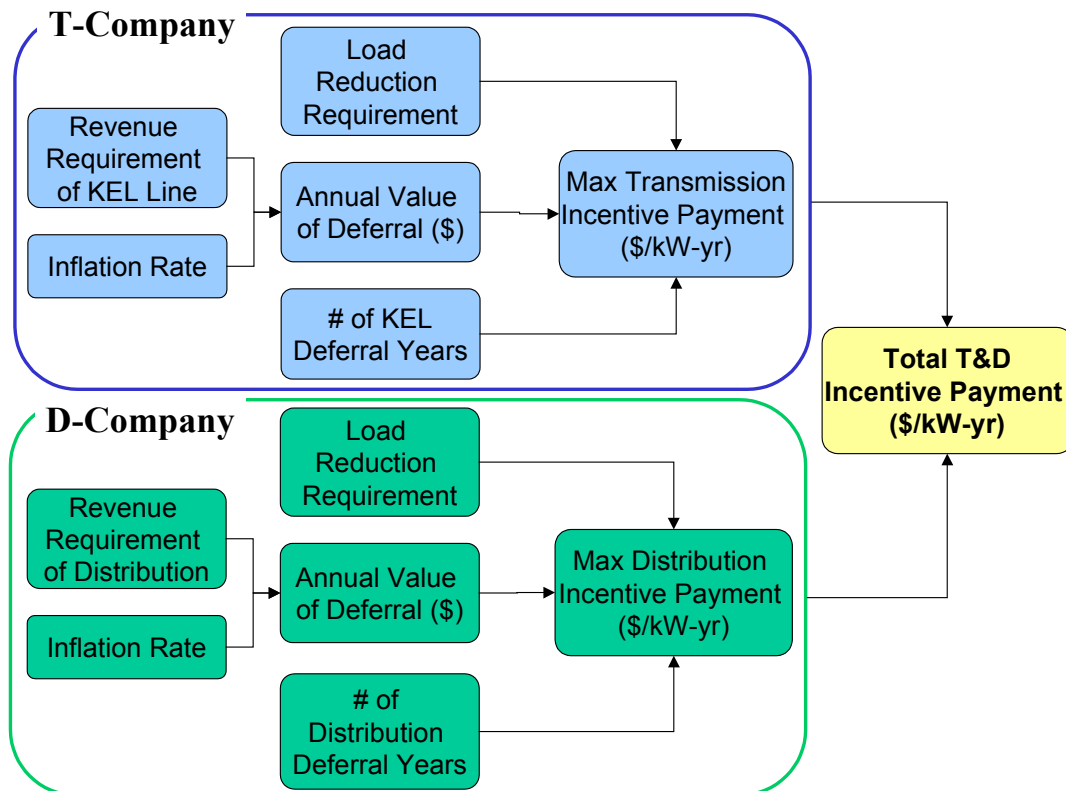 T-Company
Load
Reduction
Requirement
Revenue
Requirement
of KEL Line
Annual Value
of Deferral ($)
Max Transmission
Incentive Payment
($/kW-yr)
Inflation Rate
# of KEL
Deferral Years
Total T&D
Incentive Payment
($/kW-yr)
D-Company
Load
Reduction
Requirement
Revenue
Requirement
of Distribution
Annual Value
of Deferral ($)
Max Distribution
Incentive Payment
($/kW-yr)
Inflation Rate
# of
Distribution
Deferral Years